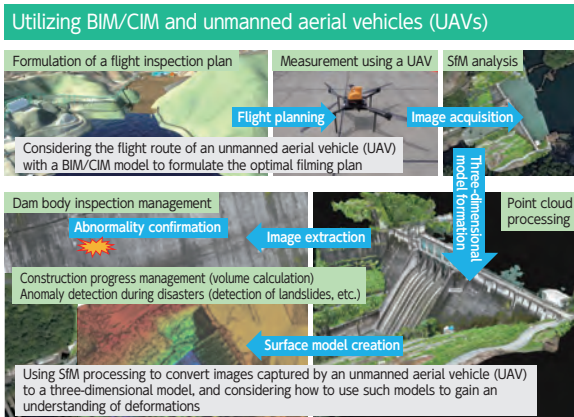 Utilizing BIM/CIM and unmanned aerial vehicles (UAVs)
Formulation of a flight inspection plan
Measurement using a UAV
SfM analysis
Flight planning
Image acquisition
Considering the flight route of an unmanned aerial vehicle (UAV)
with a BIM/CIM model to formulate the optimal filming plan
Three-dimensional
model formation
Dam body inspection management
Point cloud
processing
Abnormality confirmation
Image extraction
Construction progress management (volume calculation)
Anomaly detection during disasters (detection of landslides, etc.)
Surface model creation
Using SfM processing to convert images captured by an unmanned aerial vehicle (UAV)
to a three-dimensional model, and considering how to use such models to gain an
understanding of deformations